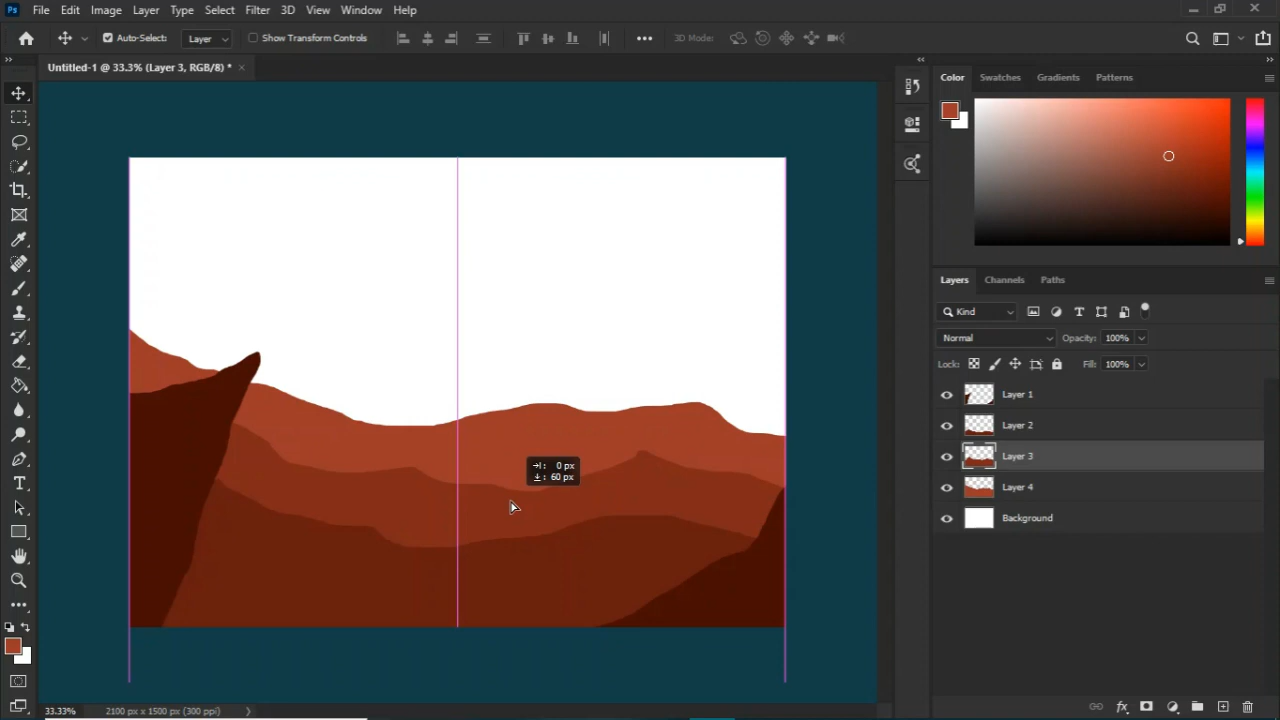 Ps File Edit Image Layer Type Select Filter 3D View Window Help
Auto-Select: Layer Show Transform Controls 3D Mode:
Untitled-1 @ 33.3% (Layer 3, RGB/8) * ×
Color Swatches Gradients Patterns
Layers Channels Paths
Kind
Normal Opacity: 100%
Lock: Fill: 100%
Layer 1
Layer 2
Layer 3
Layer 4
Background
0 px
60 px
33.33% 2100 px x 1500 px (300 ppi)